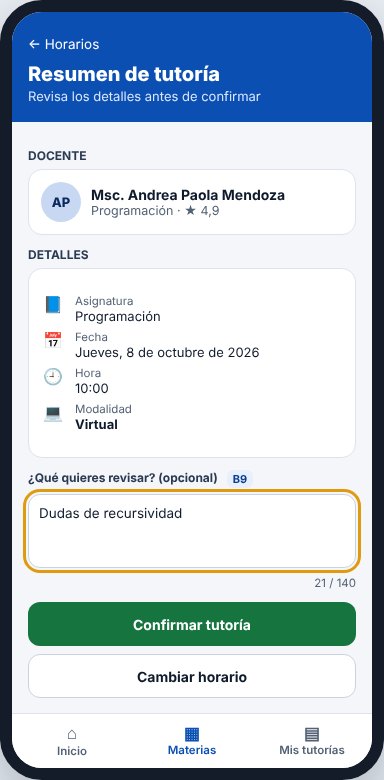 ← Horarios
Resumen de tutoría
Revisa los detalles antes de confirmar
DOCENTE
AP
Msc. Andrea Paola Mendoza
Programación · ★ 4,9
DETALLES
Asignatura
Programación
Fecha
Jueves, 8 de octubre de 2026
Hora
10:00
Modalidad
Virtual
¿Qué quieres revisar? (opcional) B9
Dudas de recursividad
21 / 140
Confirmar tutoría
Cambiar horario
Inicio Materias Mis tutorías